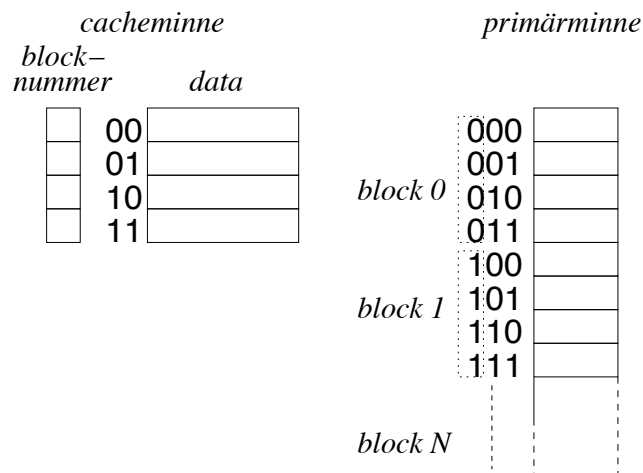 cacheminne
block–
nummer
data
00
01
10
11
primärminne
block 0
000
001
010
011
block 1
100
101
110
111
block N